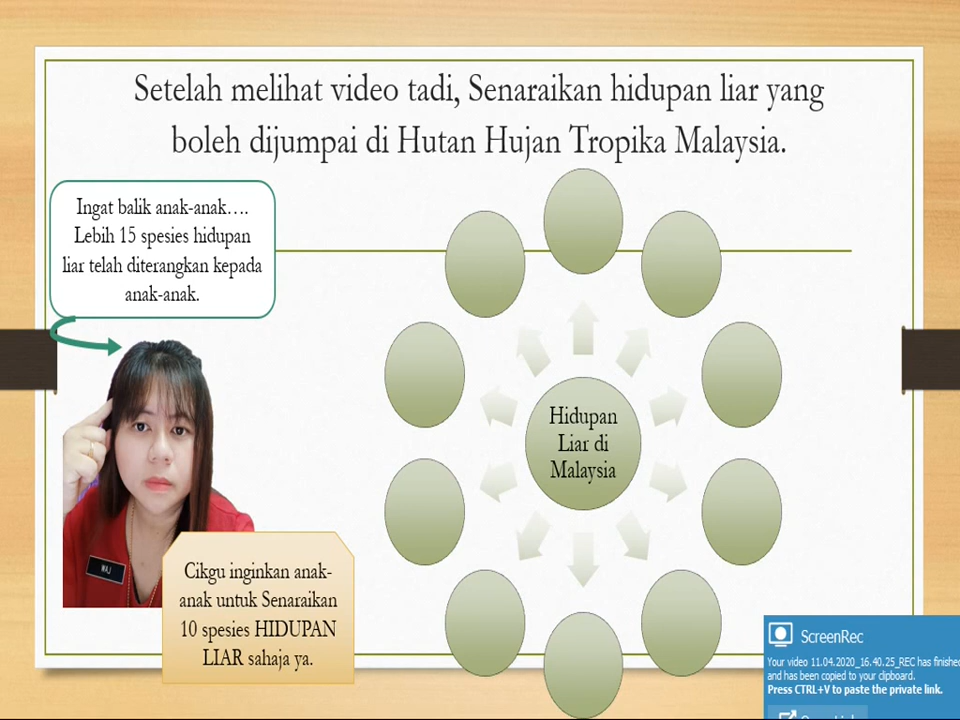 Setelah melihat video tadi, Senaraikan hidupan liar yang
boleh dijumpai di Hutan Hujan Tropika Malaysia.
Ingat balik anak-anak….
Lebih 15 spesies hidupan
liar telah diterangkan kepada
anak-anak.
Hidupan
Liar di
Malaysia
WAJ
Cikgu inginkan anak-
anak untuk Senaraikan
10 spesies HIDUPAN
LIAR sahaja ya.
ScreenRec
Your video 11.04.2020_16.40.25_REC has finished
and has been copied to your clipboard.
Press CTRL+V to paste the private link.